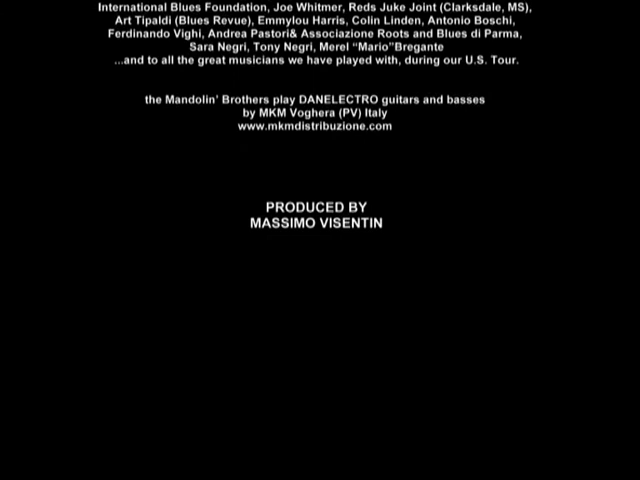 International Blues Foundation, Joe Whitmer, Reds Juke Joint (Clarksdale, MS),
Art Tipaldi (Blues Revue), Emmylou Harris, Colin Linden, Antonio Boschi,
Ferdinando Vighi, Andrea Pastori& Associazione Roots and Blues di Parma,
Sara Negri, Tony Negri, Merel “Mario”Bregante
...and to all the great musicians we have played with, during our U.S. Tour.
the Mandolin' Brothers play DANELECTRO guitars and basses
by MKM Voghera (PV) Italy
www.mkmdistribuzione.com
PRODUCED BY
MASSIMO VISENTIN